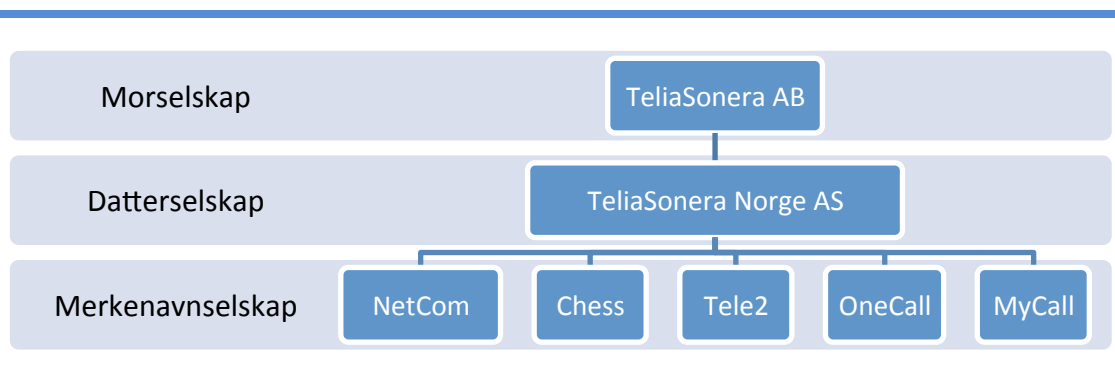 Morselskap
TeliaSonera AB
Datterselskap
TeliaSonera Norge AS
Merkenavnselskap
NetCom
Chess
Tele2
OneCall
MyCall